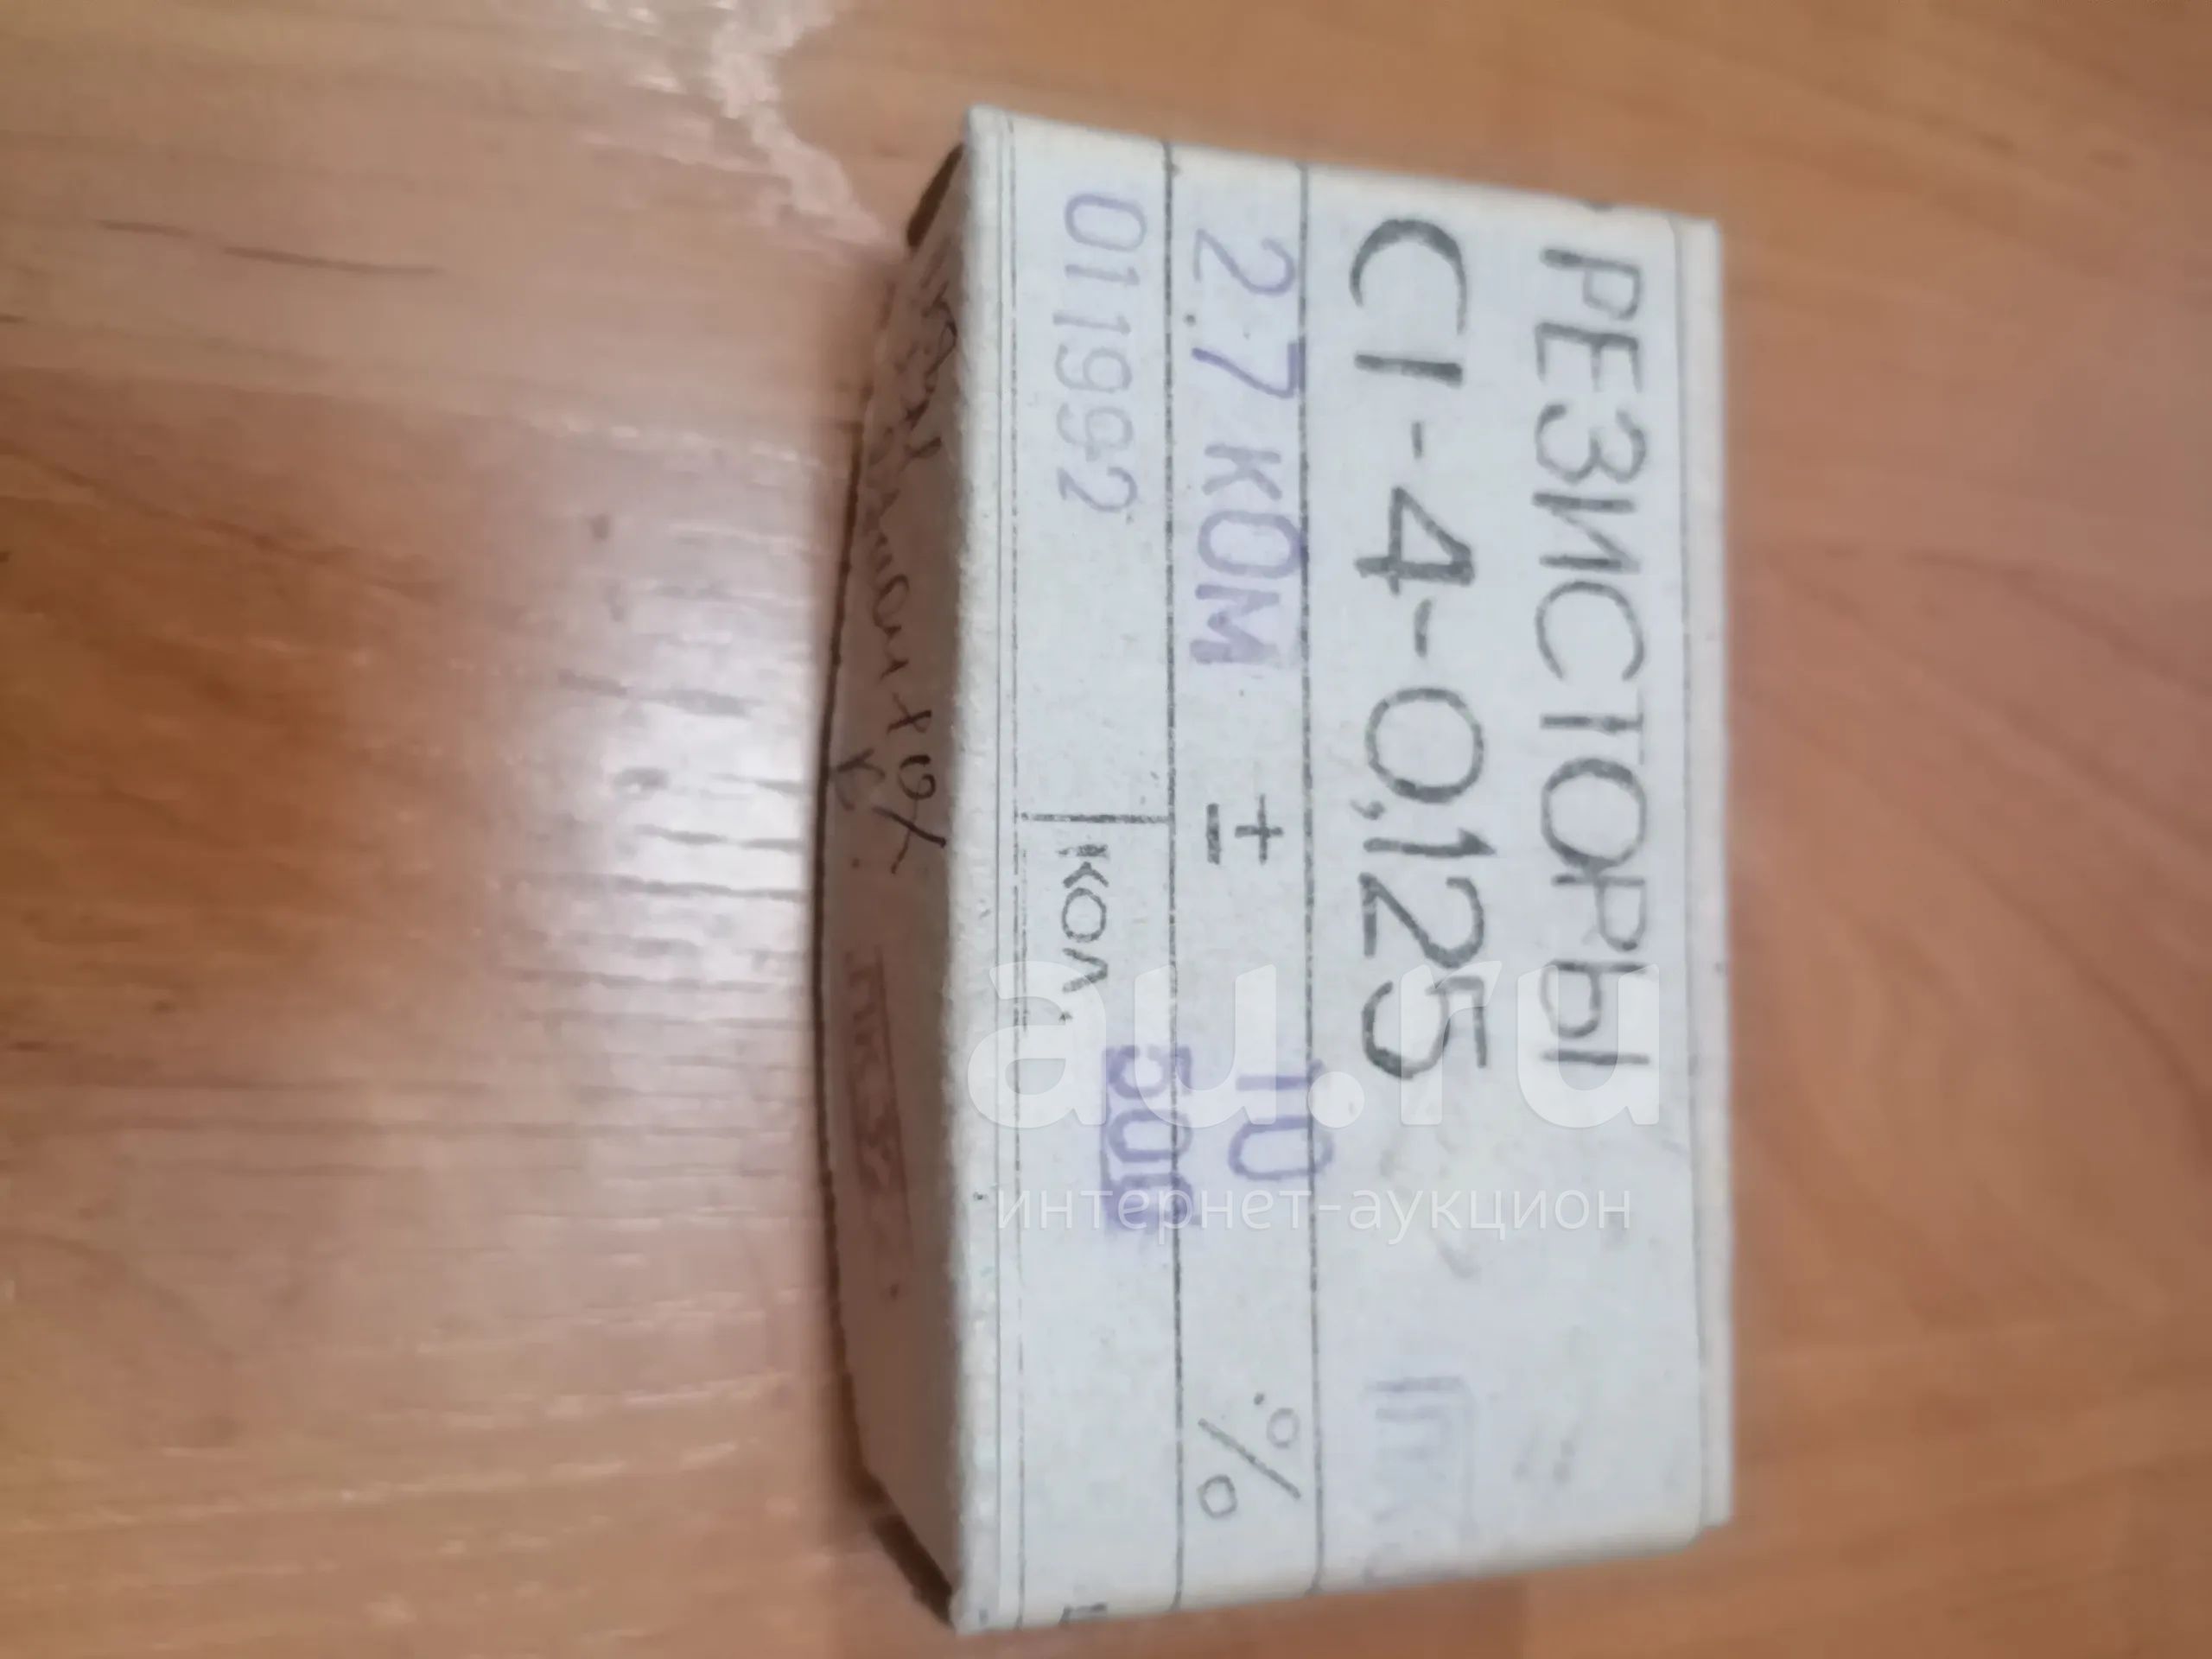 РЕЗИСТОРЫ
С1-4-0,125
2.7 КОМ ± 10 %
011992 КОЛ. 500
au.ru
интернет-аукцион